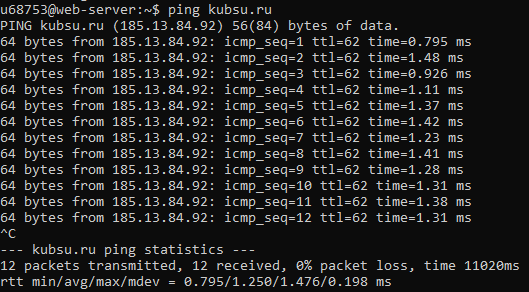 u68753@web-server:~$ ping kubsu.ru
PING kubsu.ru (185.13.84.92) 56(84) bytes of data.
64 bytes from 185.13.84.92: icmp_seq=1 ttl=62 time=0.795 ms
64 bytes from 185.13.84.92: icmp_seq=2 ttl=62 time=1.48 ms
64 bytes from 185.13.84.92: icmp_seq=3 ttl=62 time=0.926 ms
64 bytes from 185.13.84.92: icmp_seq=4 ttl=62 time=1.11 ms
64 bytes from 185.13.84.92: icmp_seq=5 ttl=62 time=1.37 ms
64 bytes from 185.13.84.92: icmp_seq=6 ttl=62 time=1.42 ms
64 bytes from 185.13.84.92: icmp_seq=7 ttl=62 time=1.23 ms
64 bytes from 185.13.84.92: icmp_seq=8 ttl=62 time=1.41 ms
64 bytes from 185.13.84.92: icmp_seq=9 ttl=62 time=1.28 ms
64 bytes from 185.13.84.92: icmp_seq=10 ttl=62 time=1.31 ms
64 bytes from 185.13.84.92: icmp_seq=11 ttl=62 time=1.38 ms
64 bytes from 185.13.84.92: icmp_seq=12 ttl=62 time=1.31 ms
^C
--- kubsu.ru ping statistics ---
12 packets transmitted, 12 received, 0% packet loss, time 11020ms
rtt min/avg/max/mdev = 0.795/1.250/1.476/0.198 ms